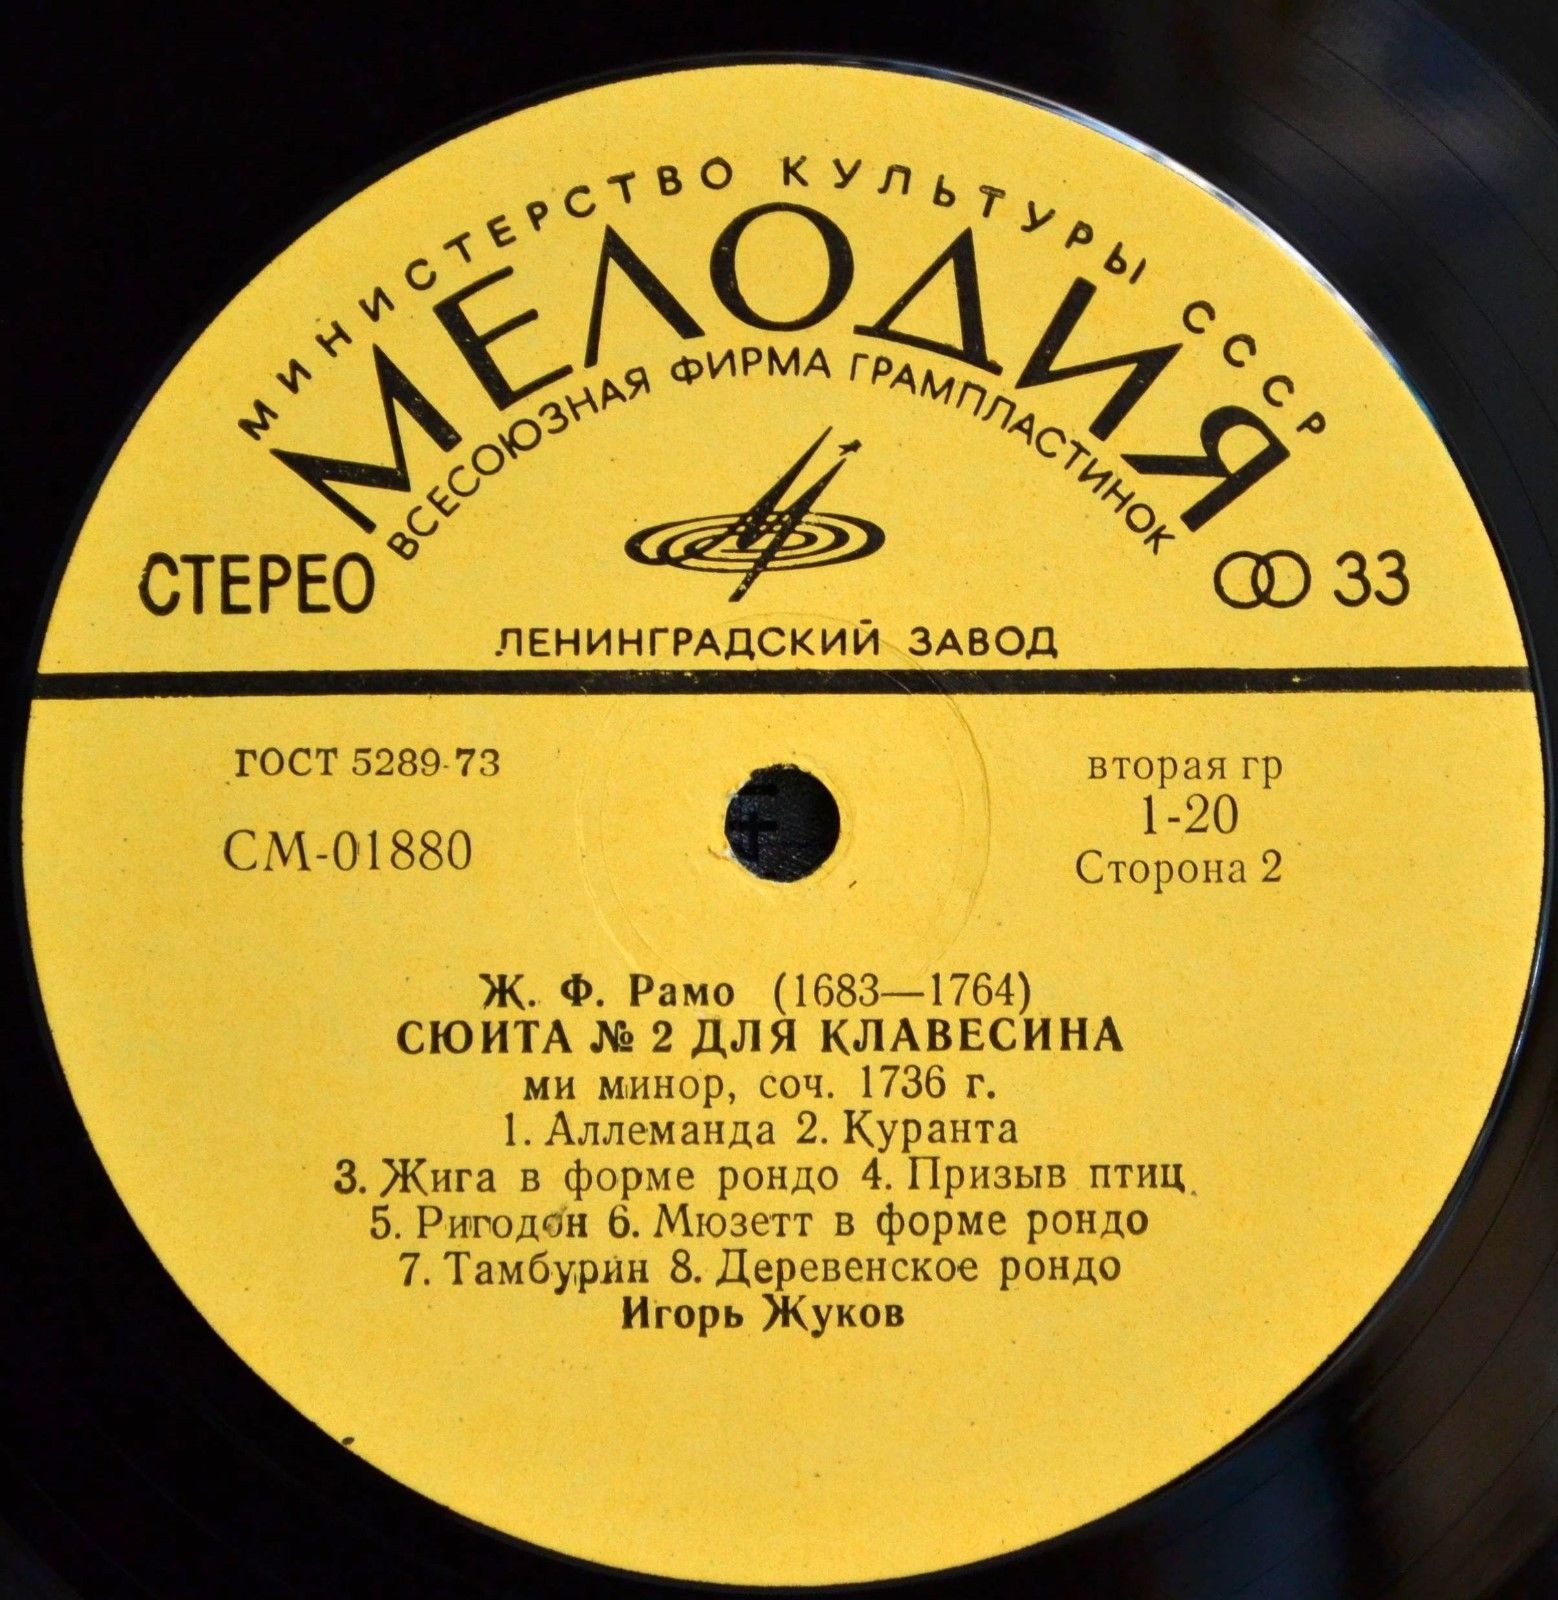 МИНИСТЕРСТВО КУЛЬТУРЫ СССР
МЕЛОДИЯ
ВСЕСОЮЗНАЯ ФИРМА ГРАМПЛАСТИНОК
СТЕРЕО
33
ЛЕНИНГРАДСКИЙ ЗАВОД
ГОСТ 5289-73
СМ-01880
вторая гр
1-20
Сторона 2
Ж. Ф. Рамо (1683—1764)
СЮИТА № 2 ДЛЯ КЛАВЕСИНА
ми минор, соч. 1736 г.
1. Аллеманда 2. Куранта
3. Жига в форме рондо 4. Призыв птиц
5. Ригодон 6. Мюзетт в форме рондо
7. Тамбурин 8. Деревенское рондо
Игорь Жуков